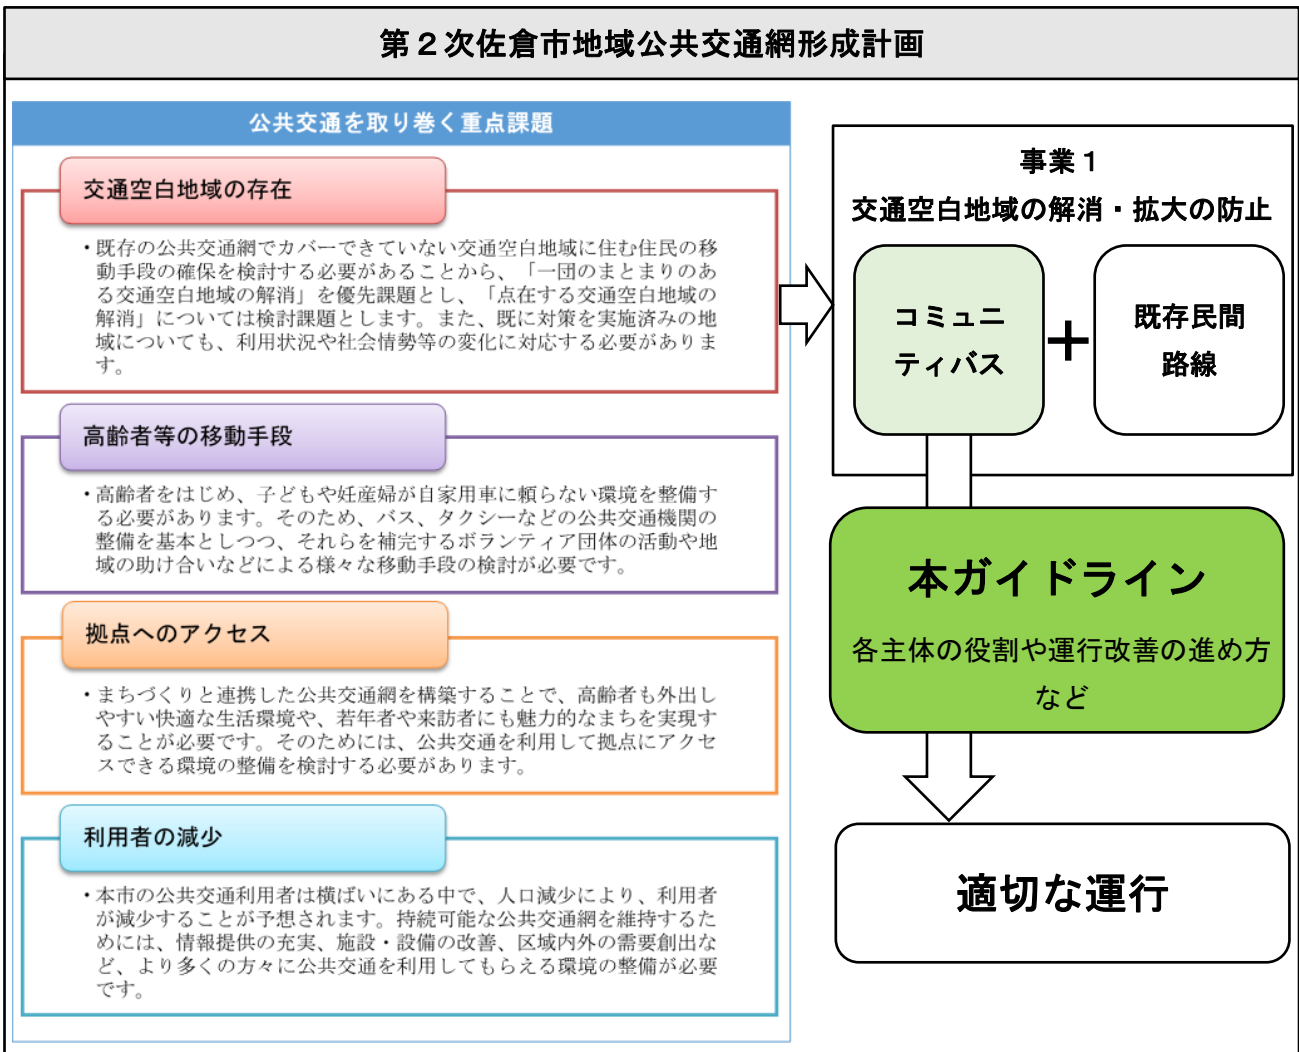 第２次佐倉市地域公共交通網形成計画
公共交通を取り巻く重点課題
交通空白地域の存在
・既存の公共交通網でカバーできていない交通空白地域に住む住民の移
動手段の確保を検討する必要があることから、「一団のまとまりのあ
る交通空白地域の解消」を優先課題とし、「点在する交通空白地域の
解消」については検討課題とします。また、既に対策を実施済みの地
域についても、利用状況や社会情勢等の変化に対応する必要がありま
す。
高齢者等の移動手段
・高齢者をはじめ、子どもや妊産婦が自家用車に頼らない環境を整備す
る必要があります。そのため、バス、タクシーなどの公共交通機関の
整備を基本としつつ、それらを補完するボランティア団体の活動や地
域の助け合いなどによる様々な移動手段の検討が必要です。
拠点へのアクセス
・まちづくりと連携した公共交通網を構築することで、高齢者も外出し
やすい快適な生活環境や、若年者や来訪者にも魅力的なまちを実現す
ることが必要です。そのためには、公共交通を利用して拠点にアクセ
スできる環境の整備を検討する必要があります。
利用者の減少
・本市の公共交通利用者は横ばいにある中で、人口減少により、利用者
が減少することが予想されます。持続可能な公共交通網を維持するた
めには、情報提供の充実、施設・設備の改善、区域内外の需要創出な
ど、より多くの方々に公共交通を利用してもらえる環境の整備が必要
です。
事業１
交通空白地域の解消・拡大の防止
コミュニ
ティバス
＋
既存民間
路線
本ガイドライン
各主体の役割や運行改善の進め方
など
適切な運行